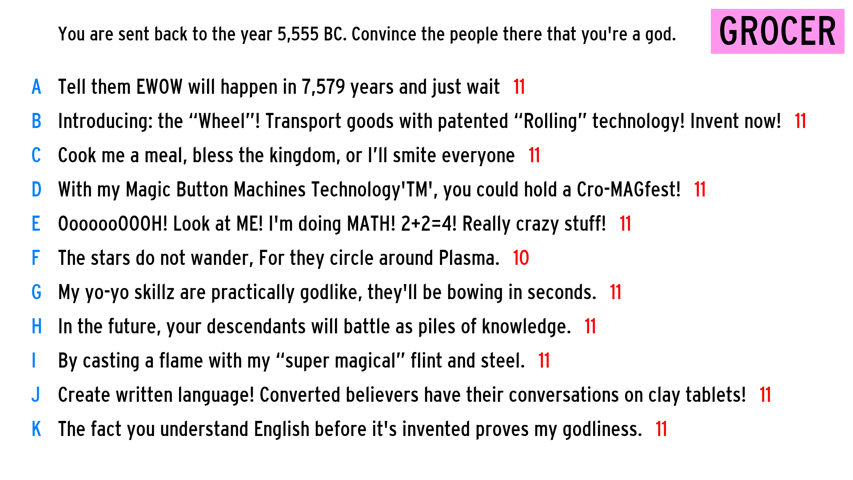 You are sent back to the year 5,555 BC. Convince the people there that you're a god.
GROCER
A Tell them EWOW will happen in 7,579 years and just wait 11
B Introducing: the “Wheel”! Transport goods with patented “Rolling” technology! Invent now! 11
C Cook me a meal, bless the kingdom, or I’ll smite everyone 11
D With my Magic Button Machines Technology'TM', you could hold a Cro-MAGfest! 11
E OoooooOOOH! Look at ME! I'm doing MATH! 2+2=4! Really crazy stuff! 11
F The stars do not wander, For they circle around Plasma. 10
G My yo-yo skillz are practically godlike, they'll be bowing in seconds. 11
H In the future, your descendants will battle as piles of knowledge. 11
I By casting a flame with my “super magical” flint and steel. 11
J Create written language! Converted believers have their conversations on clay tablets! 11
K The fact you understand English before it's invented proves my godliness. 11